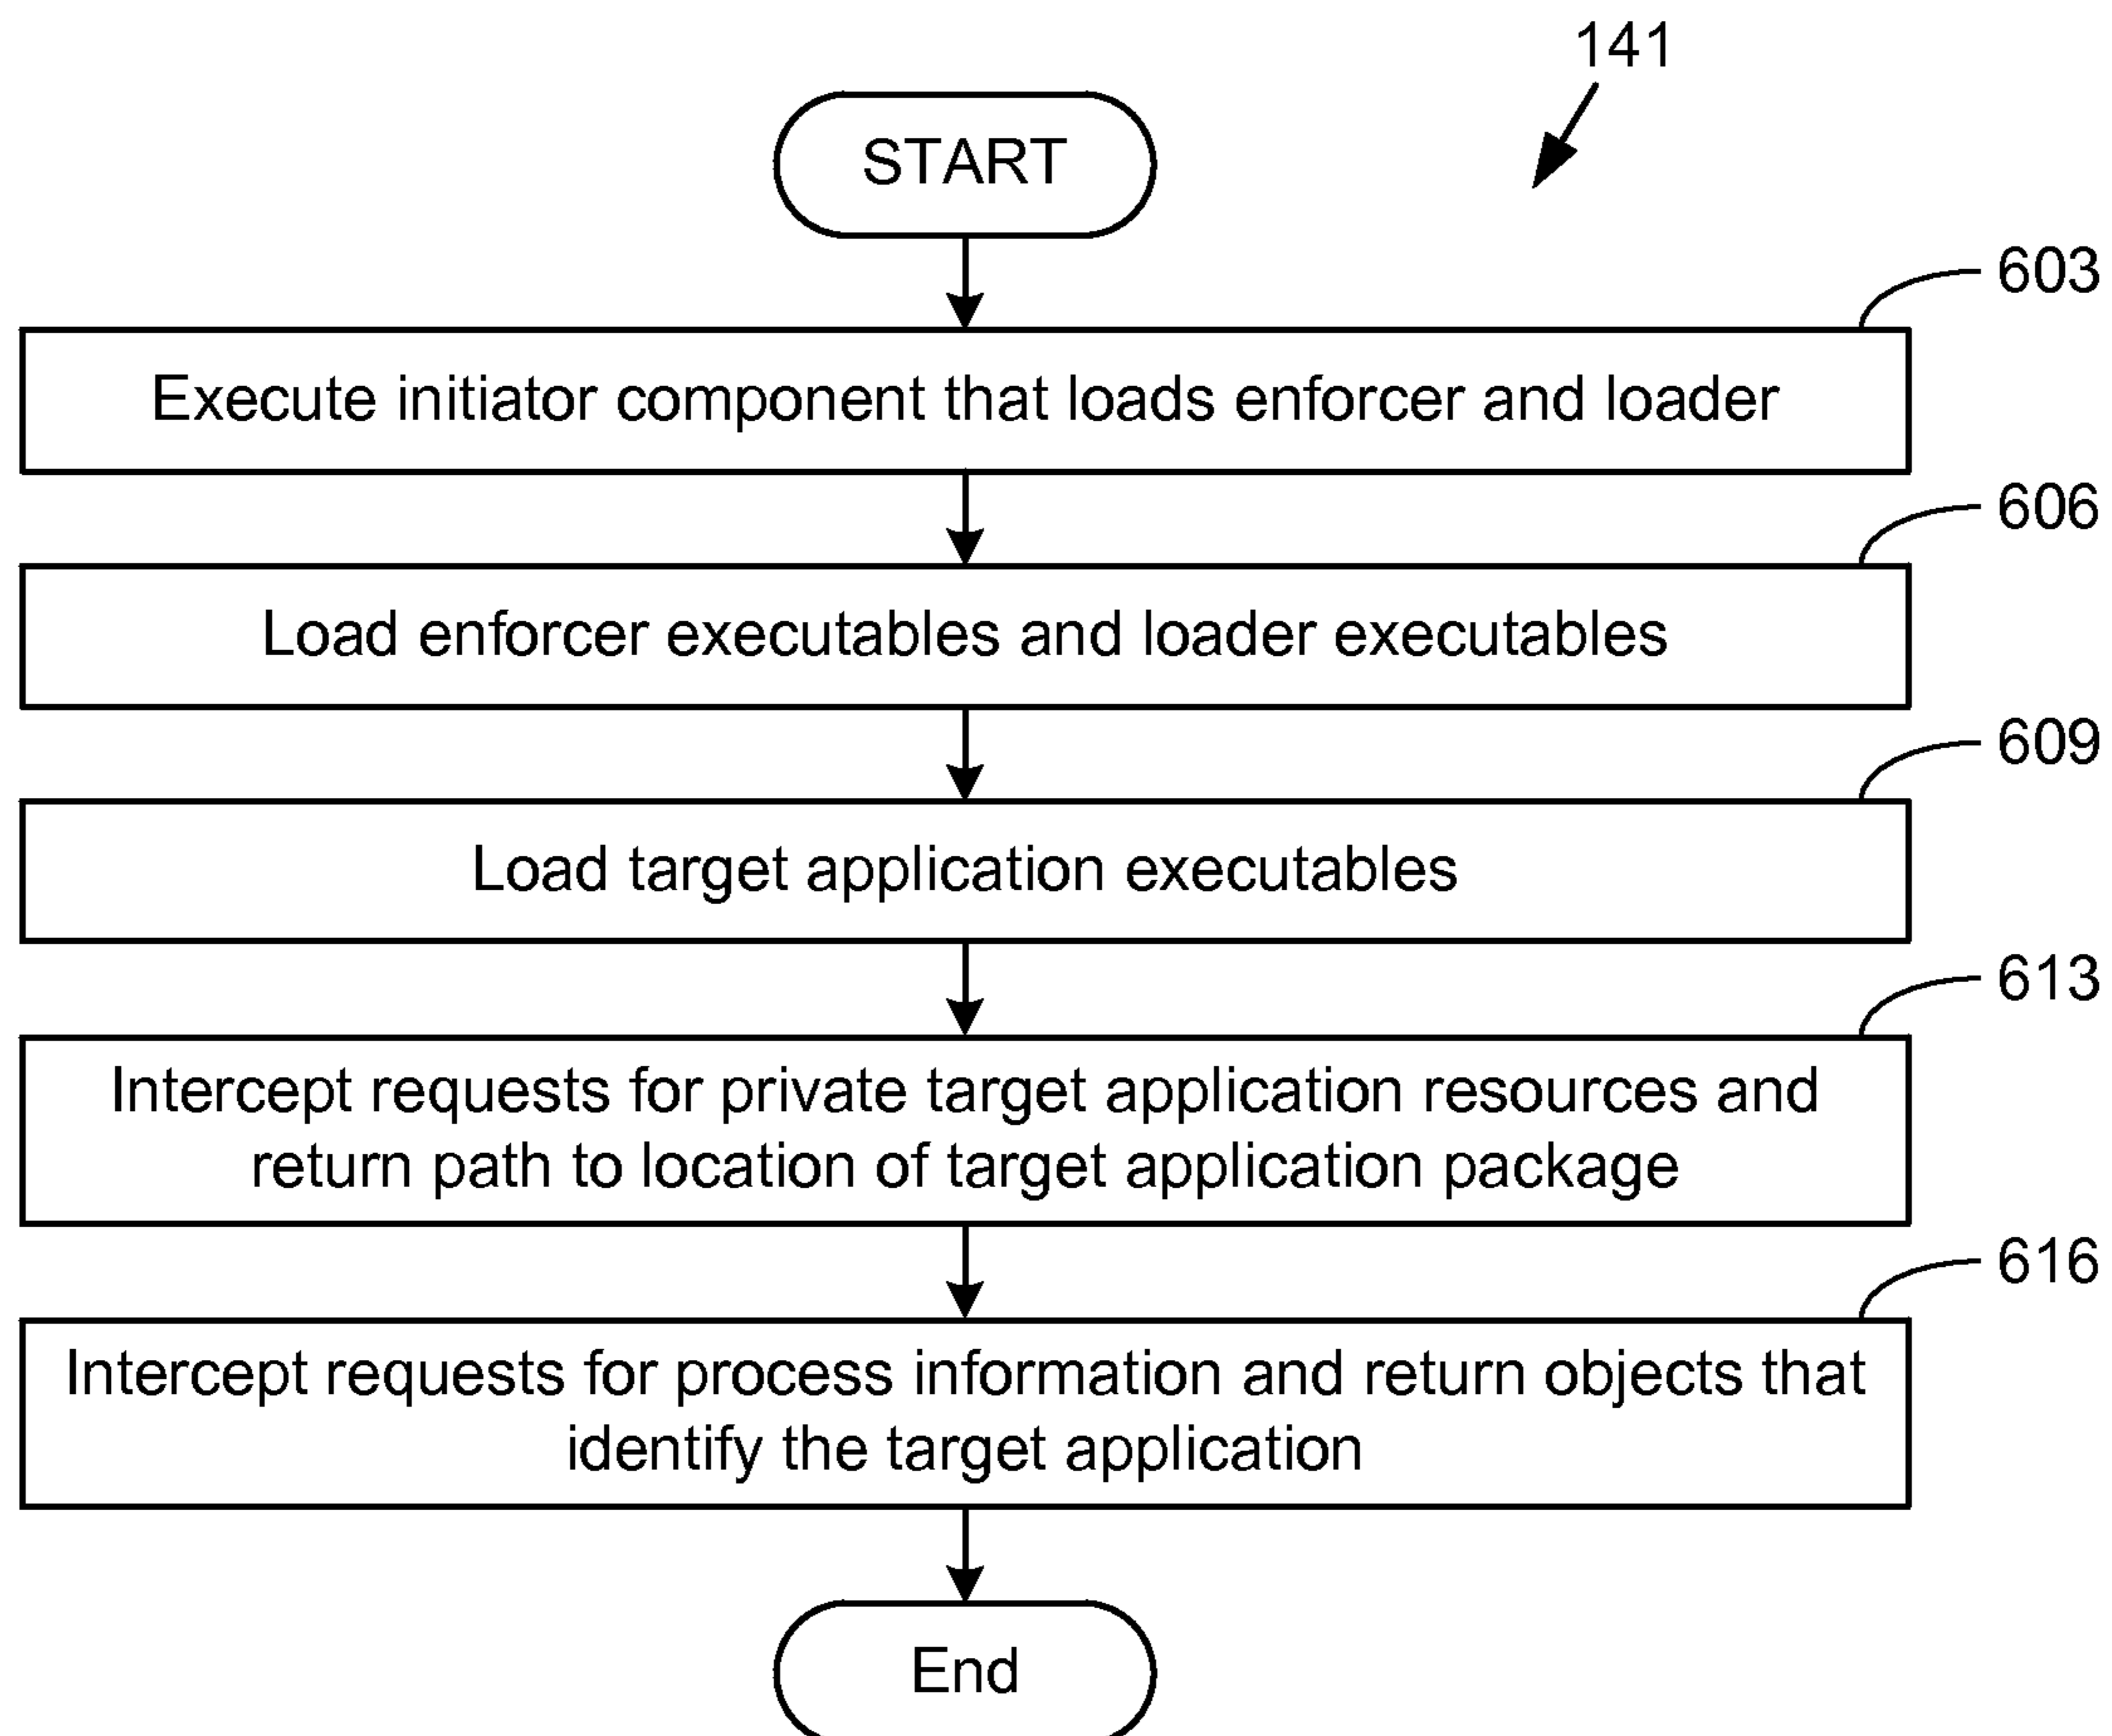 141
START
603
Execute initiator component that loads enforcer and loader
606
Load enforcer executables and loader executables
609
Load target application executables
613
Intercept requests for private target application resources and
return path to location of target application package
616
Intercept requests for process information and return objects that
identify the target application
End